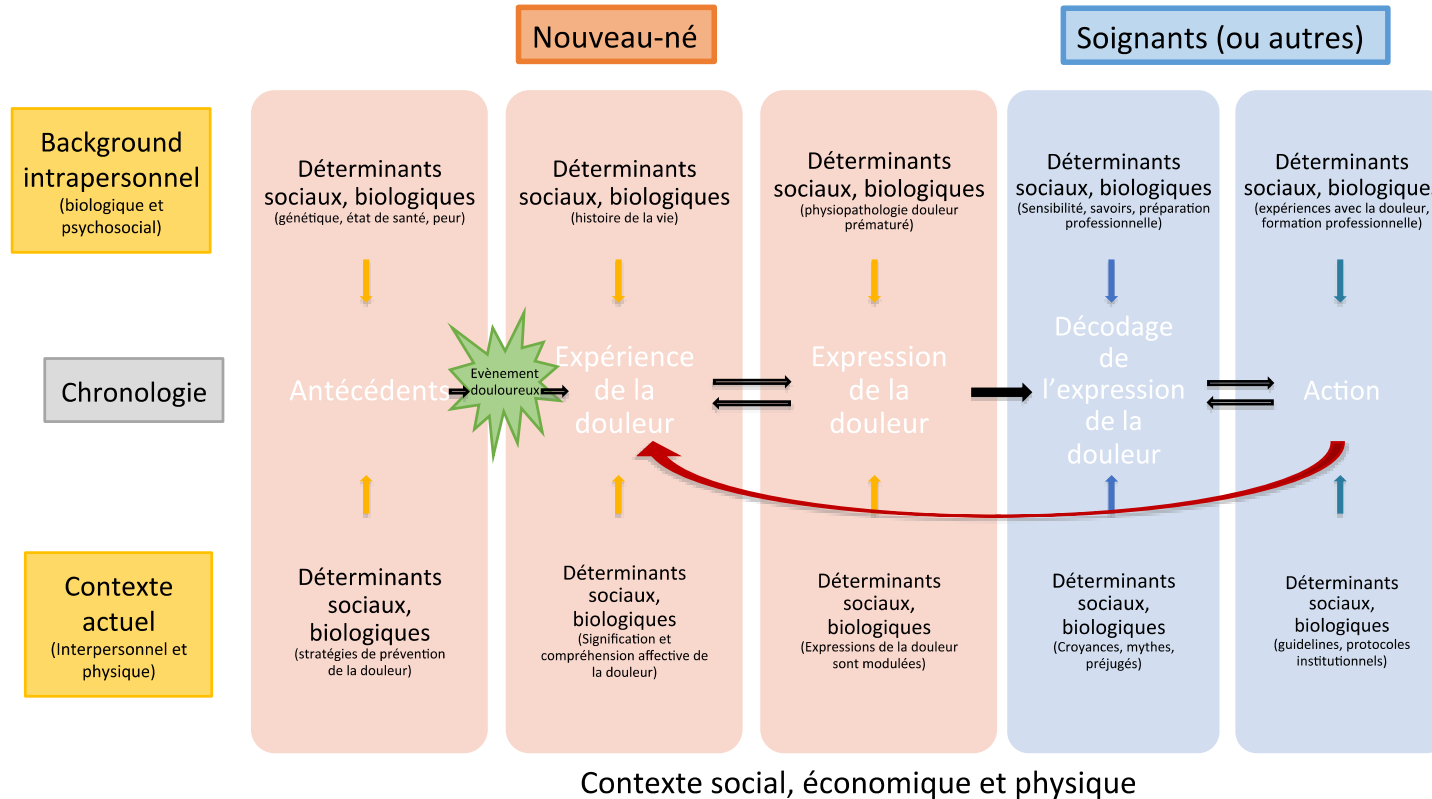 Nouveau-né
Soignants (ou autres)
Background
intrapersonnel
(biologique et
psychosocial)
Déterminants
sociaux, biologiques
(génétique, état de santé, peur)
Déterminants
sociaux, biologiques
(histoire de la vie)
Déterminants
sociaux, biologiques
(physiopathologie douleur
prématuré)
Déterminants
sociaux, biologiques
(Sensibilité, savoirs, préparation
professionnelle)
Déterminants
sociaux, biologiques
(expériences avec la douleur,
formation professionnelle)
Chronologie
Antécédents
Evènement
douloureux
Expérience
de la
douleur
Expression
de la
douleur
Décodage
de
l'expression
de la
douleur
Action
Contexte
actuel
(Interpersonnel et
physique)
Déterminants
sociaux,
biologiques
(stratégies de prévention
de la douleur)
Déterminants
sociaux,
biologiques
(Signification et
compréhension affective de
la douleur)
Déterminants
sociaux,
biologiques
(Expressions de la douleur
sont modulées)
Déterminants
sociaux,
biologiques
(Croyances, mythes,
préjugés)
Déterminants
sociaux,
biologiques
(guidelines, protocoles
institutionnels)
Contexte social, économique et physique